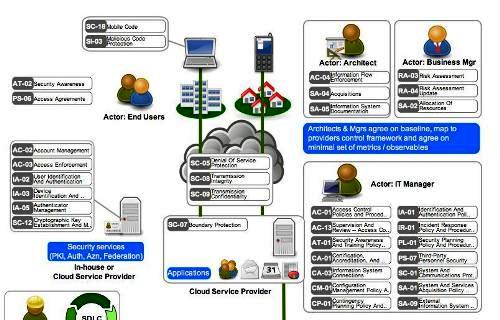 SC-18 Mobile Code
SI-03 Malicious Code
Protection
AT-02 Security Awareness
PS-06 Access Agreements
Actor: End Users
AC-02 Account Management
AC-03 Access Enforcement
IA-02 User Identification
And Authentication
IA-03 Device
Identification And ..
IA-05 Authenticator
Management
SC-12 Cryptographic Key
Establishment And M..
Security services
(PKI, Auth, Azn, Federation)
In-house or
Cloud Service Provider
SDLC
SC-05 Denial Of Service
Protection
SC-08 Transmission
Integrity
SC-09 Transmission
Confidentiality
SC-07 Boundary Protection
Applications
31
Cloud Service Provider
Actor: Architect
AC-04 Information Flow
Enforcement
SA-04 Acquisitions
SA-05 Information System
Documentation
Actor: Business Mgr
RA-03 Risk Assessment
RA-04 Risk Assessment
Update
SA-02 Allocation Of
Resources
Architects & Mgrs agree on baseline, map to
providers control framework and agree on
minimal set of metrics / observables
Actor: IT Manager
AC-01 Access Control
Policies and Proced..
AC-13 Supervision And
Review -- Access Co..
AT-01 Security Awareness
And Training Policy..
CA-01 Certification,
Accreditation, And ..
CA-03 Information System
Connections
CM-01 Configuration
Management Policy A..
CP-01 Contingency
Planning Policy And..
IA-01 Identification And
Authentication Poli..
IR-01 Incident Response
Policy And Procedur..
PL-01 Security Planning
Policy And Procedur..
PS-07 Third-Party
Personnel Security
SC-01 System And
Communications Prot..
SA-01 System And Services
Acquisition Policy ..
SA-09 External
Information System ..